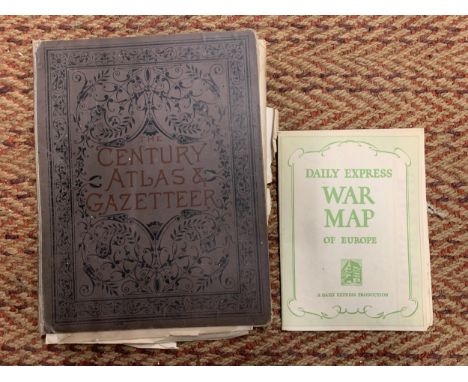 THE
CENTURY
ATLAS &
GAZETTEER
DAILY EXPRESS
WAR
MAP
OF EUROPE
A DAILY EXPRESS PRODUCTION